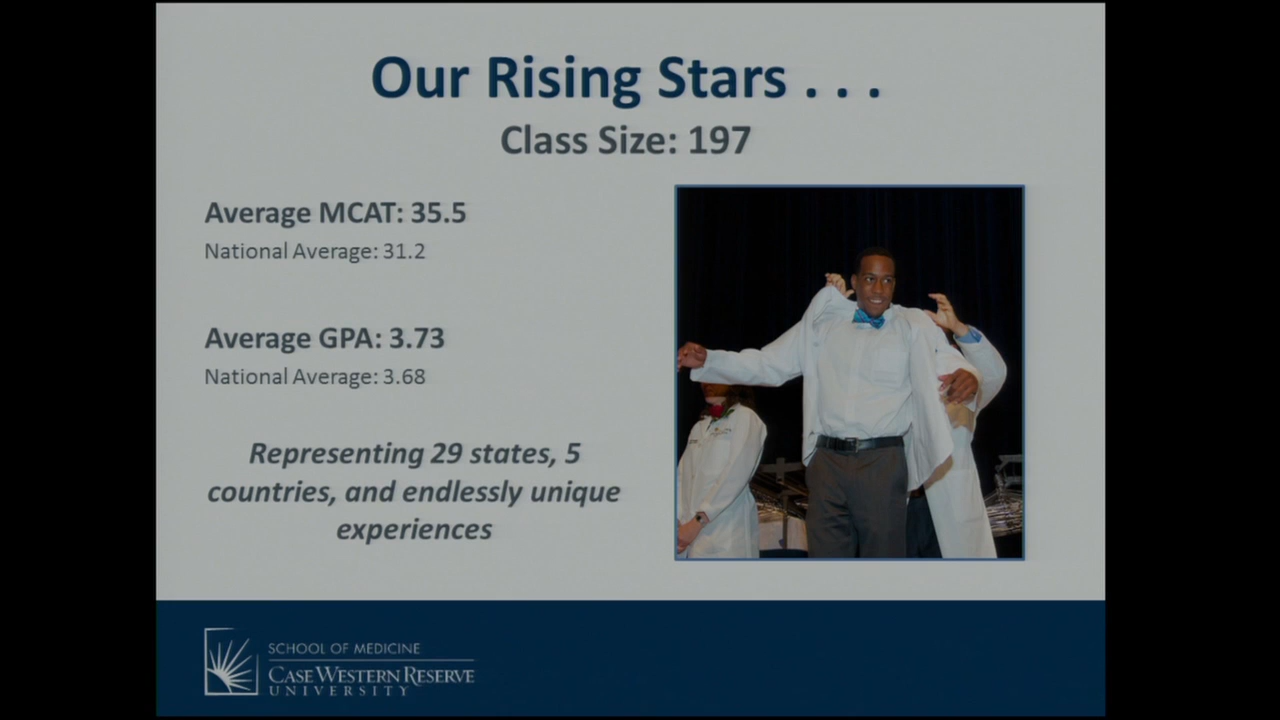 Our Rising Stars . . .
Class Size: 197
Average MCAT: 35.5
National Average: 31.2
Average GPA: 3.73
National Average: 3.68
Representing 29 states, 5
countries, and endlessly unique
experiences
SCHOOL OF MEDICINE
CASE WESTERN RESERVE
UNIVERSITY